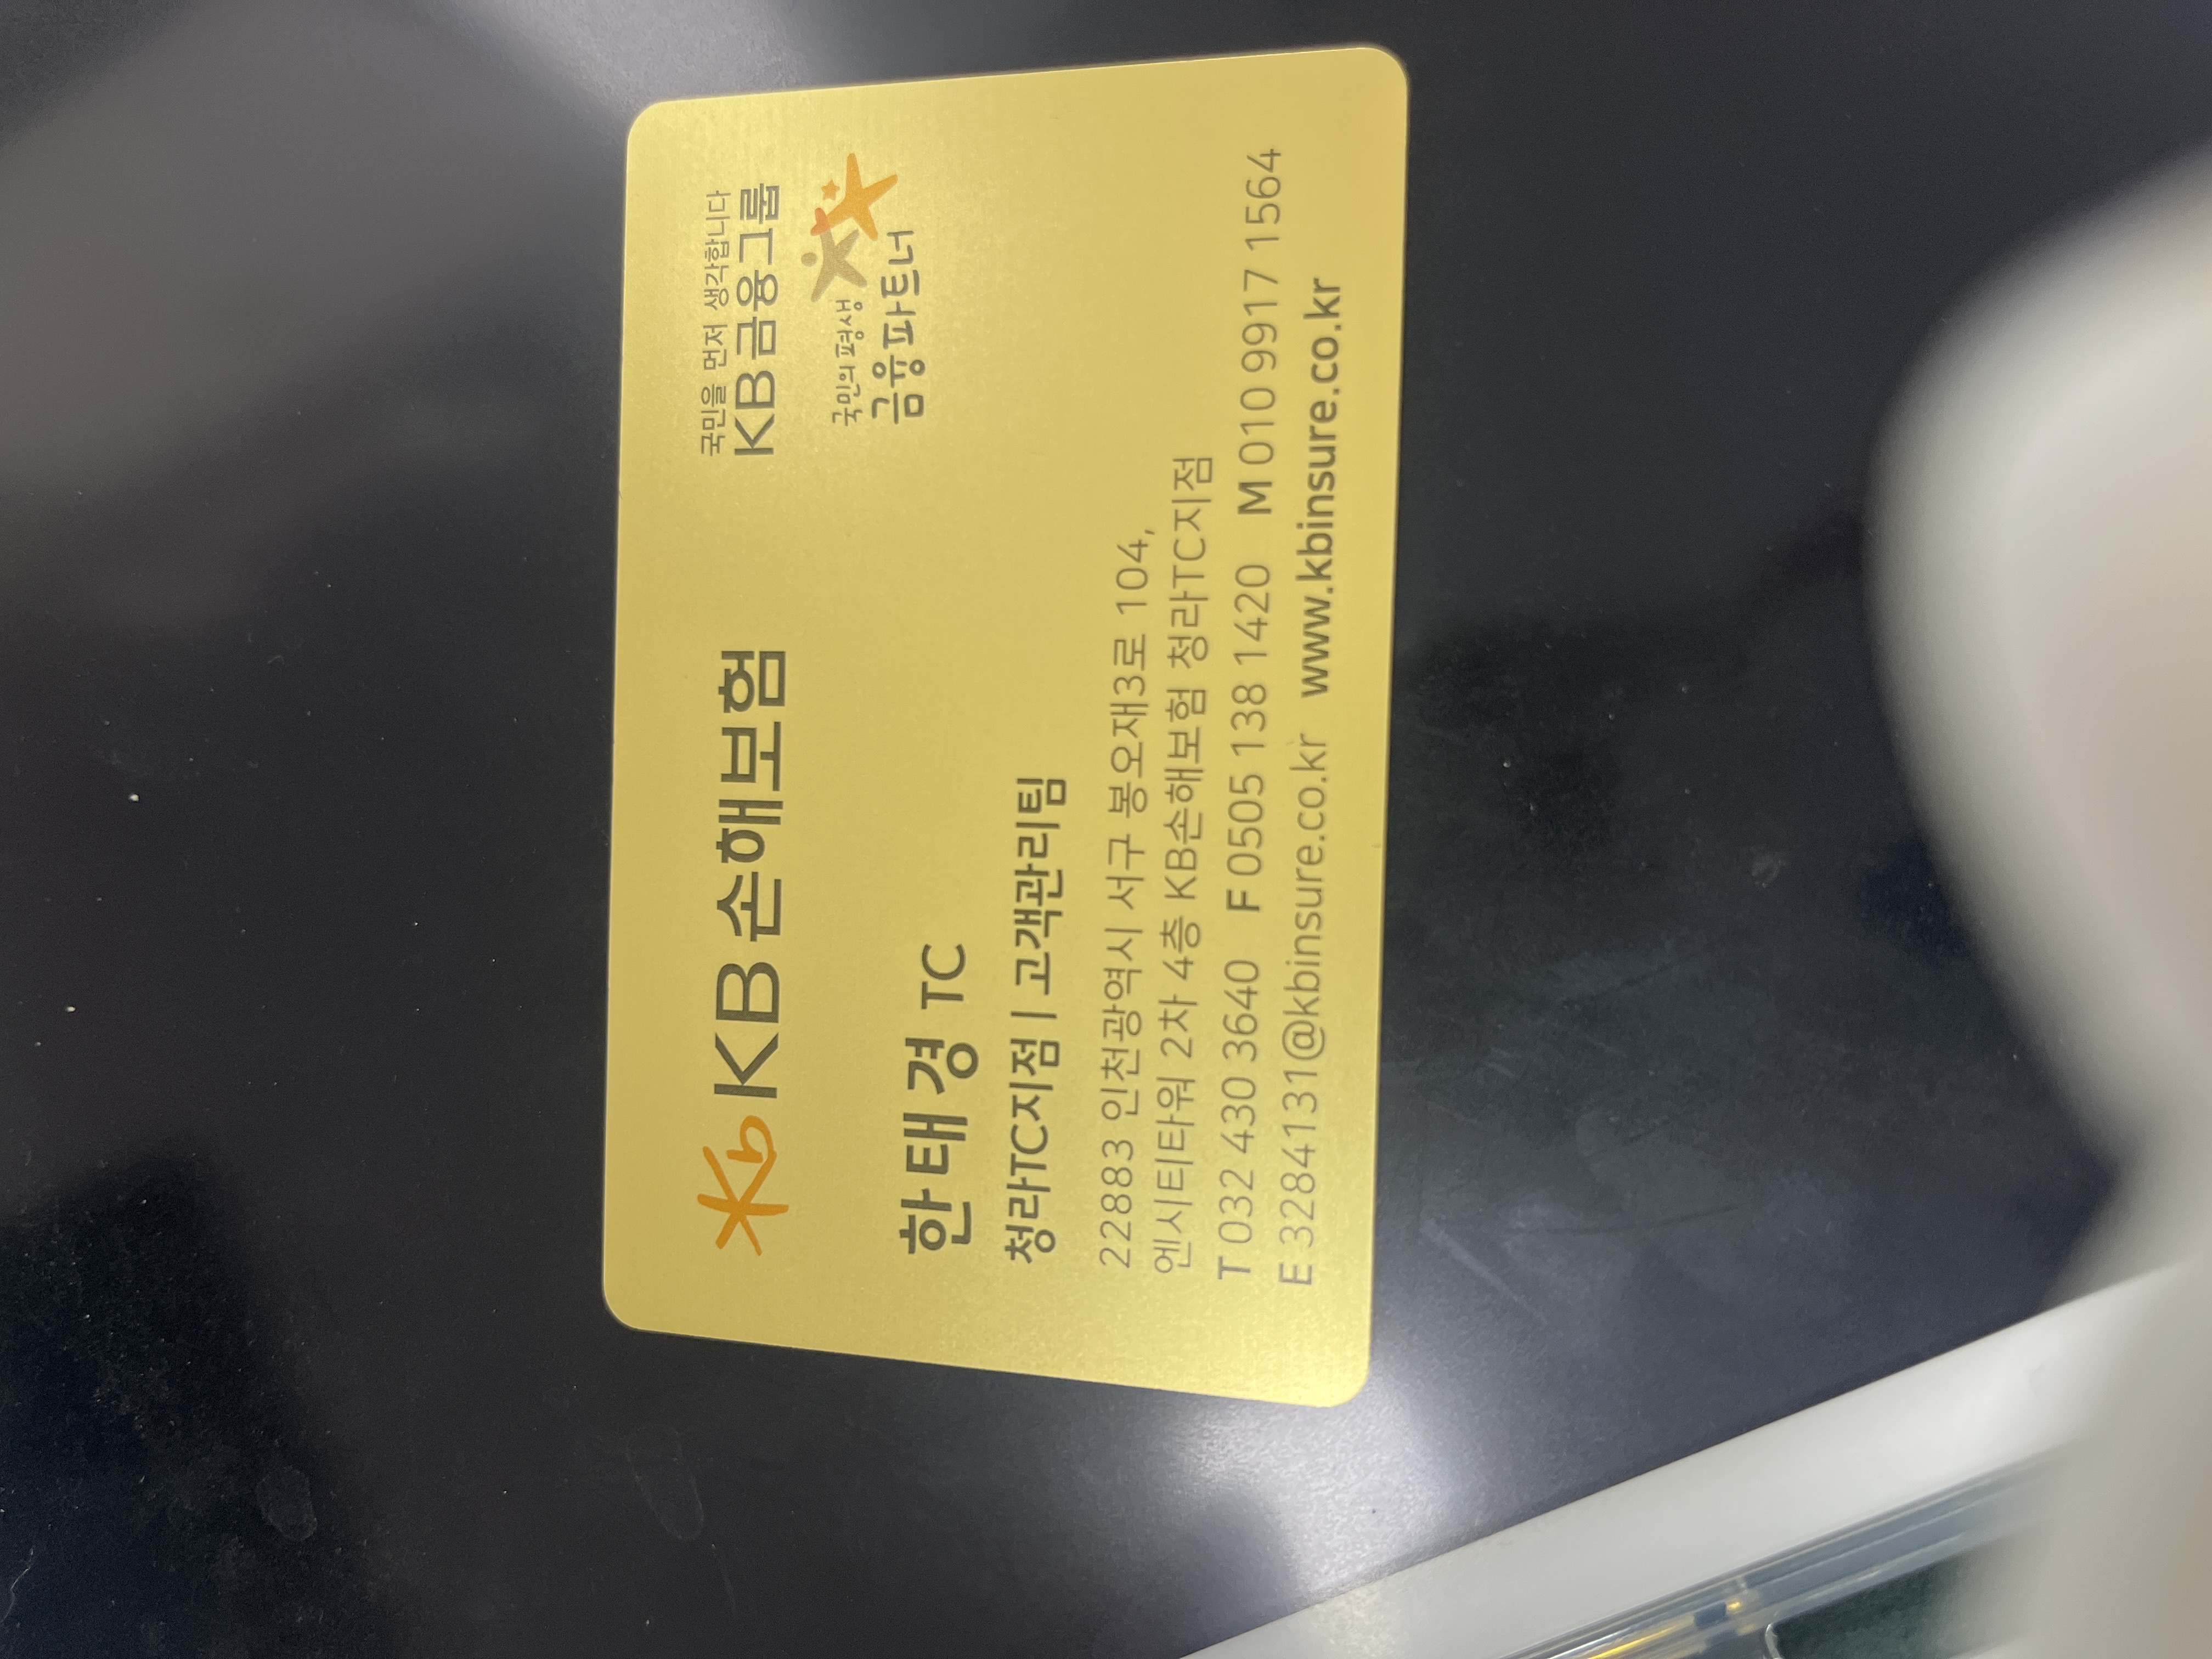 Kb KB손해보험
국민을 먼저 생각합니다
KB금융그룹
국민의 평생
금융파트너
한태경 TC
청라TC지점 | 고객관리팀
22883 인천광역시 서구 봉오재3로 104,
엔시티타워 2차 4층 KB손해보험 청라TC지점
T 032 430 3640 F 0505 138 1420 M 010 9917 1564
E 3284131@kbinsure.co.kr www.kbinsure.co.kr